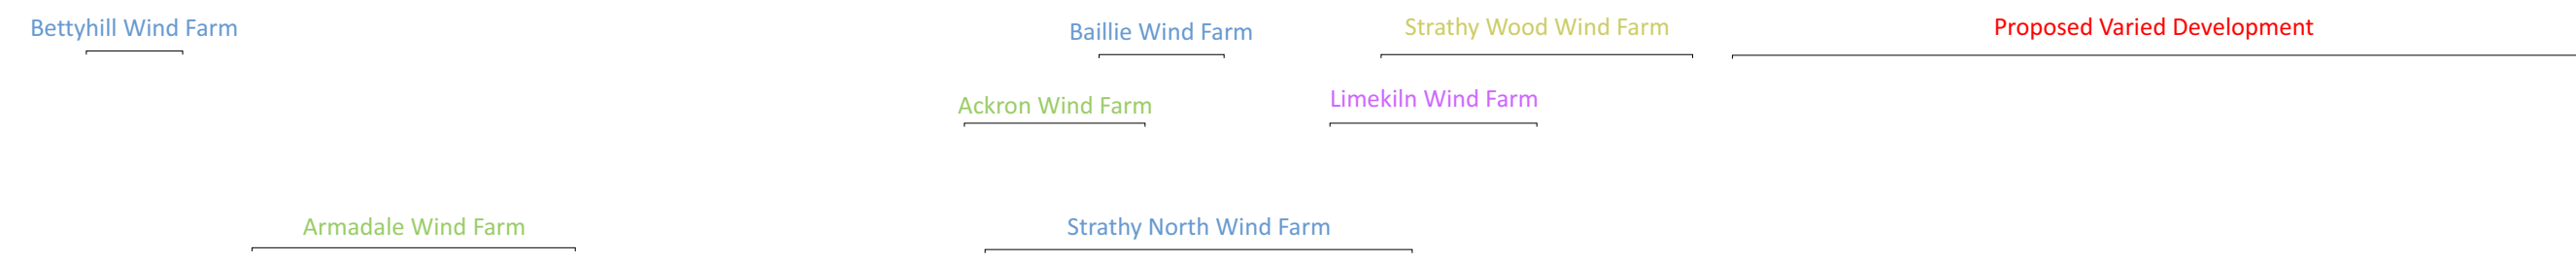 Bettyhill Wind Farm
Baillie Wind Farm
Strathy Wood Wind Farm
Proposed Varied Development
Ackron Wind Farm
Limekiln Wind Farm
Armadale Wind Farm
Strathy North Wind Farm